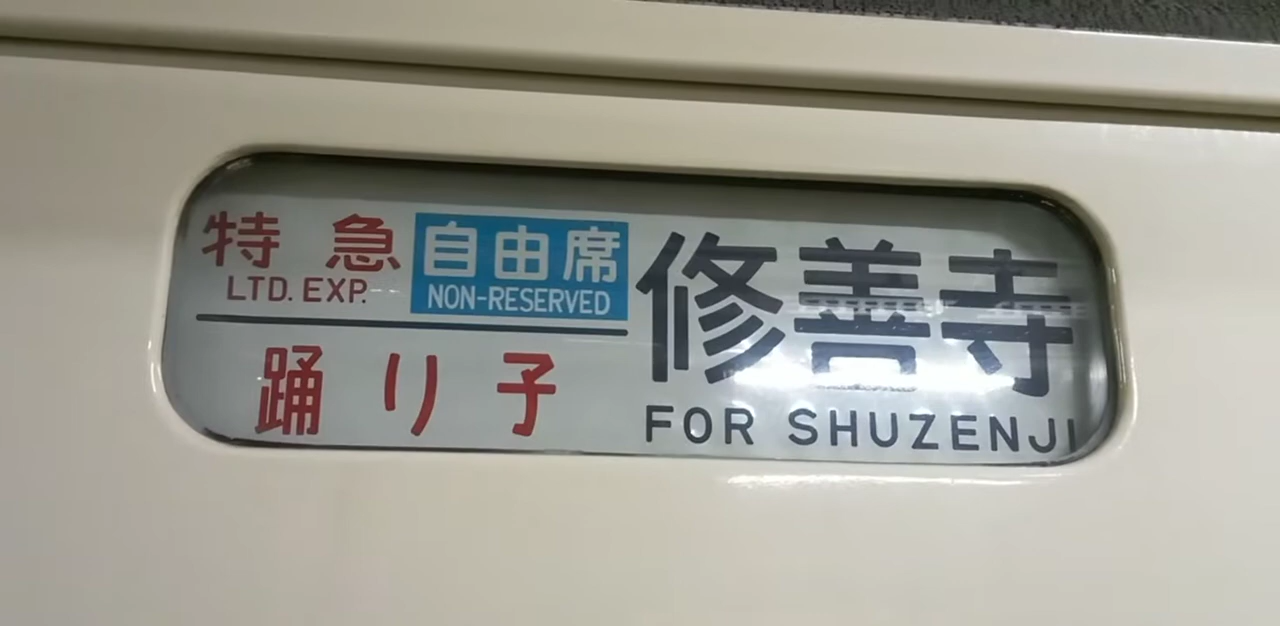 特急
LTD. EXP.
自由席
NON-RESERVED
踊り子
修善寺
FOR SHUZENJI